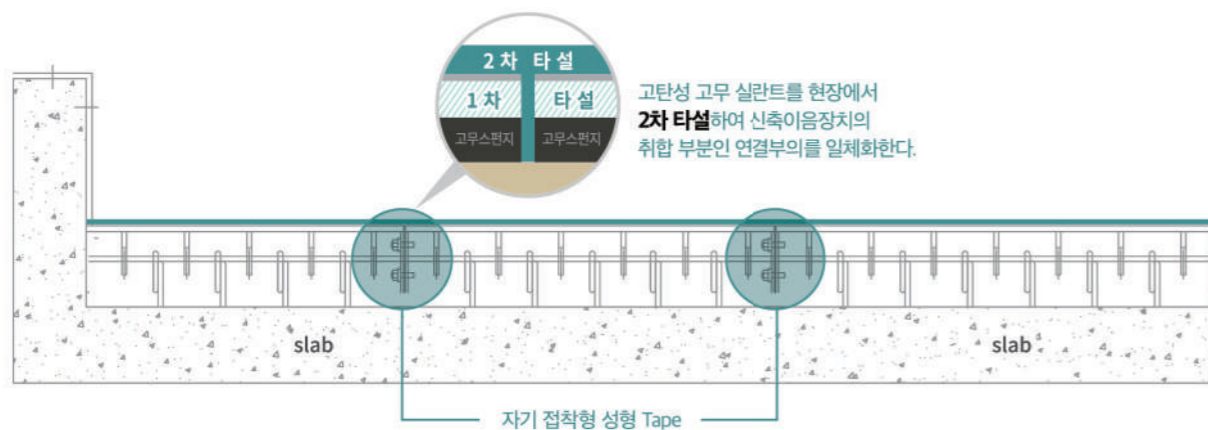 2차 타설
1차 타설
고무스펀지 고무스펀지
고탄성 고무 실란트를 현장에서
2차 타설하여 신축이음장치의
취합 부분인 연결부의를 일체화한다.
slab slab
자기 접착형 성형 Tape